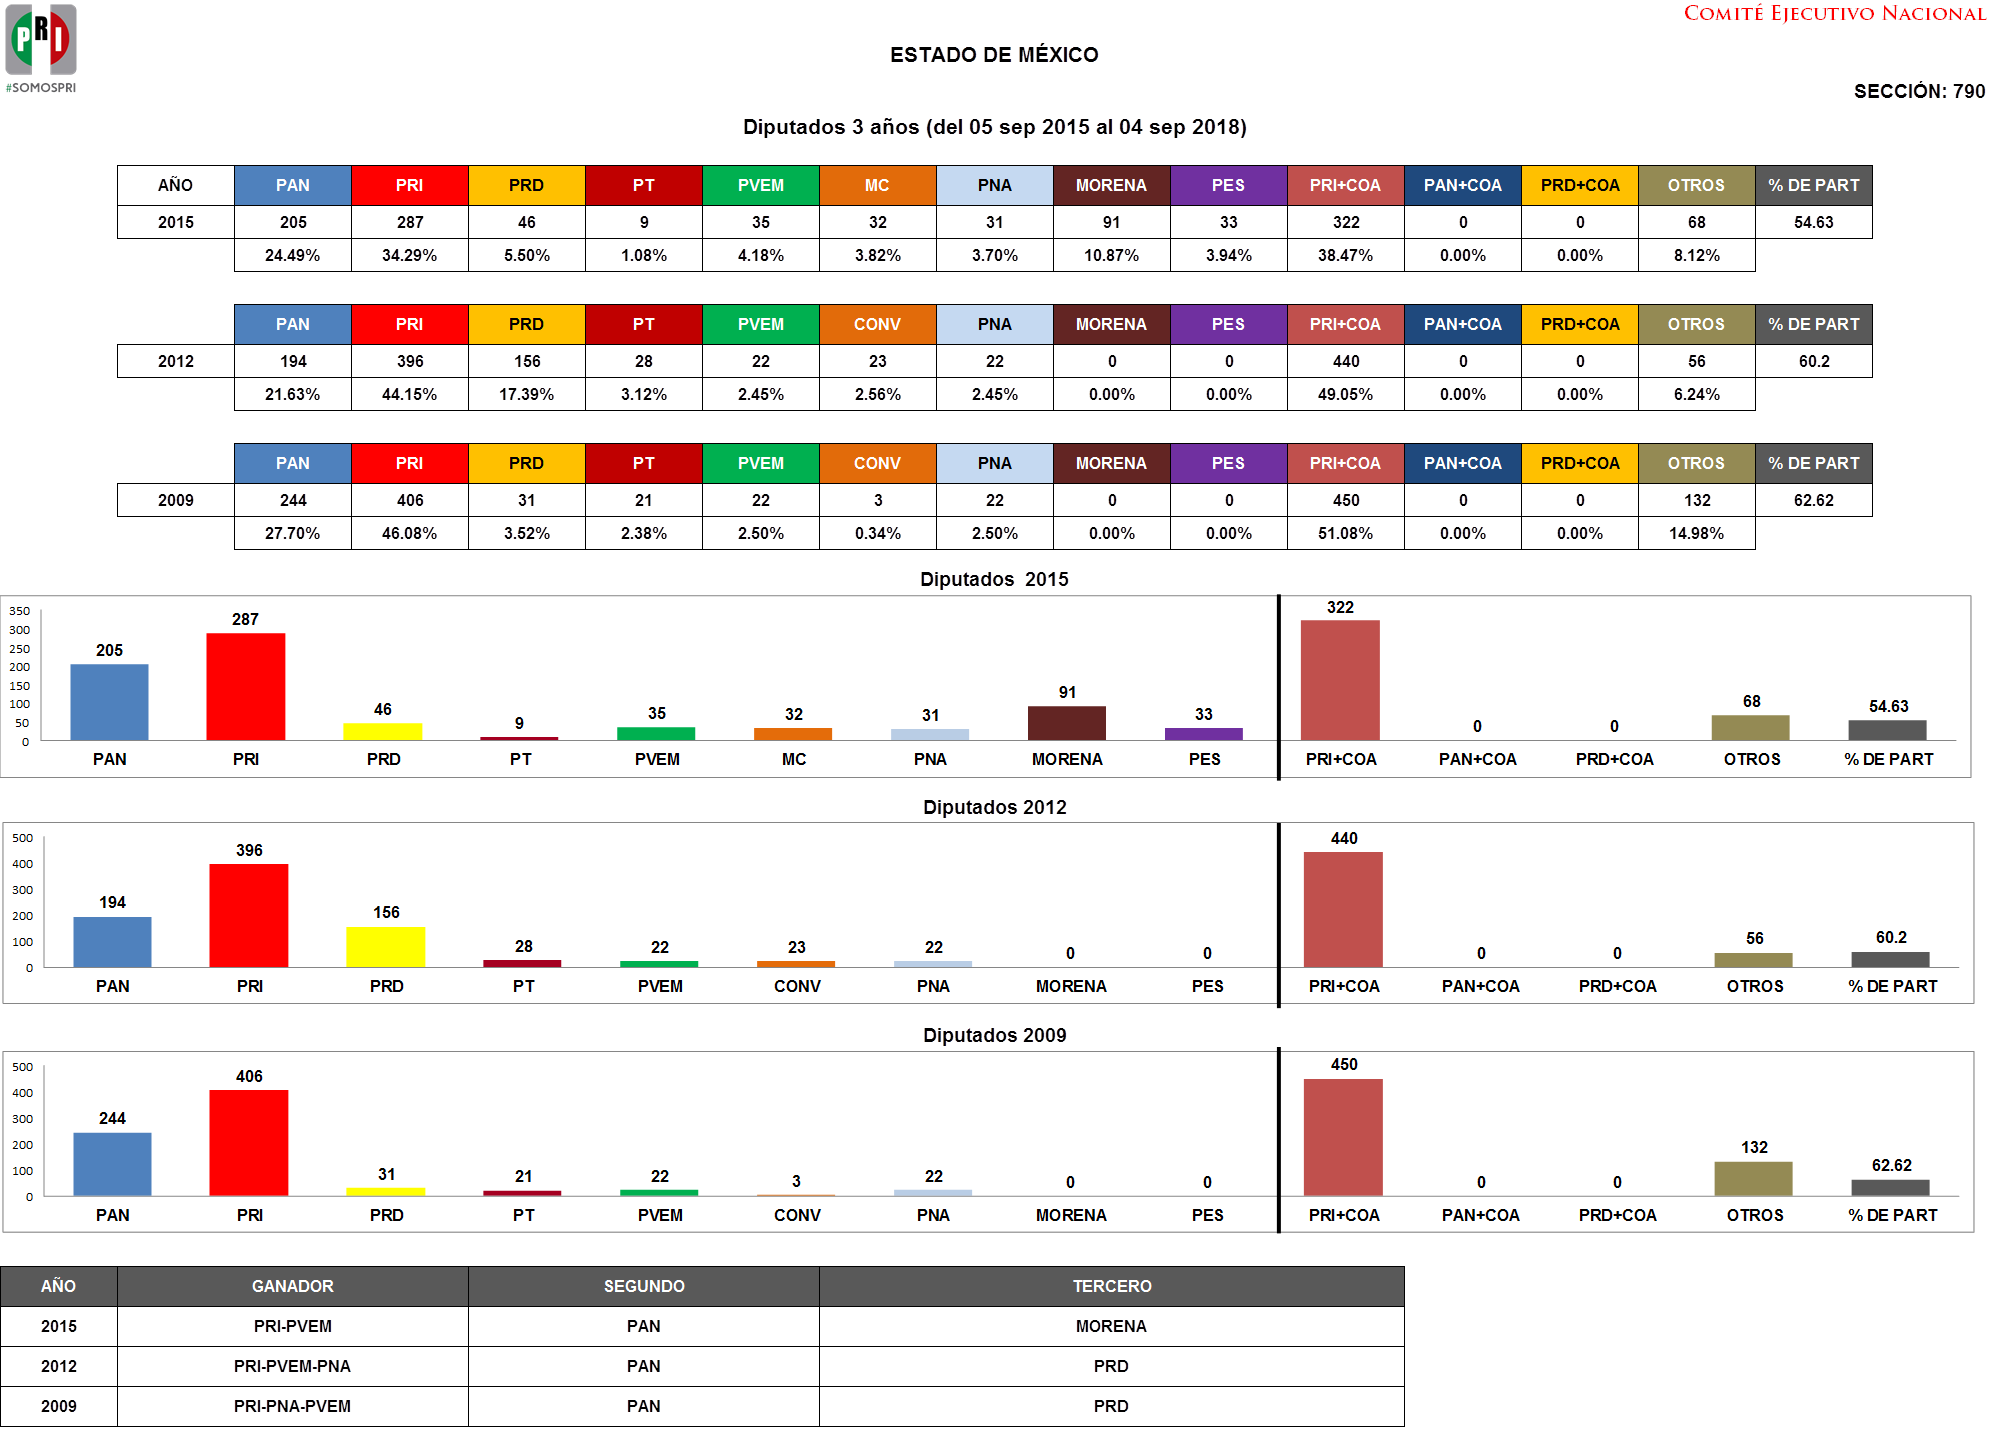 PRI
#SOMOSPRI
COMITÉ EJECUTIVO NACIONAL
ESTADO DE MÉXICO
SECCIÓN: 790
Diputados 3 años (del 05 sep 2015 al 04 sep 2018)
AÑO PAN PRI PRD PT PVEM MC PNA MORENA PES PRI+COA PAN+COA PRD+COA OTROS % DE PART
2015 205 287 46 9 35 32 31 91 33 322 0 0 68 54.63
24.49% 34.29% 5.50% 1.08% 4.18% 3.82% 3.70% 10.87% 3.94% 38.47% 0.00% 0.00% 8.12%
PAN PRI PRD PT PVEM CONV PNA MORENA PES PRI+COA PAN+COA PRD+COA OTROS % DE PART
2012 194 396 156 28 22 23 22 0 0 440 0 0 56 60.2
21.63% 44.15% 17.39% 3.12% 2.45% 2.56% 2.45% 0.00% 0.00% 49.05% 0.00% 0.00% 6.24%
PAN PRI PRD PT PVEM CONV PNA MORENA PES PRI+COA PAN+COA PRD+COA OTROS % DE PART
2009 244 406 31 21 22 3 22 0 0 450 0 0 132 62.62
27.70% 46.08% 3.52% 2.38% 2.50% 0.34% 2.50% 0.00% 0.00% 51.08% 0.00% 0.00% 14.98%
Diputados 2015
350
300
250
200
150
100
50
0
205 287 46 9 35 32 31 91 33 322 0 0 68 54.63
PAN PRI PRD PT PVEM MC PNA MORENA PES PRI+COA PAN+COA PRD+COA OTROS % DE PART
Diputados 2012
500
400
300
200
100
0
194 396 156 28 22 23 22 0 0 440 0 0 56 60.2
PAN PRI PRD PT PVEM CONV PNA MORENA PES PRI+COA PAN+COA PRD+COA OTROS % DE PART
Diputados 2009
500
400
300
200
100
0
244 406 31 21 22 3 22 0 0 450 0 0 132 62.62
PAN PRI PRD PT PVEM CONV PNA MORENA PES PRI+COA PAN+COA PRD+COA OTROS % DE PART
AÑO GANADOR SEGUNDO TERCERO
2015 PRI-PVEM PAN MORENA
2012 PRI-PVEM-PNA PAN PRD
2009 PRI-PNA-PVEM PAN PRD